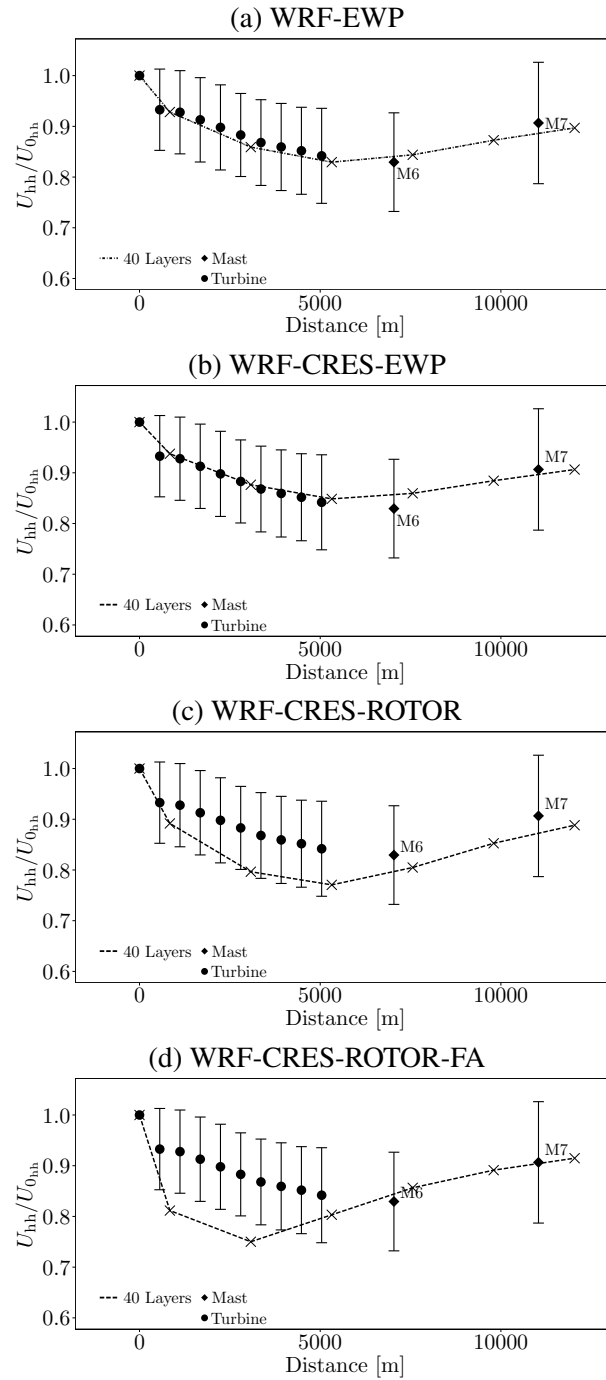 (a) WRF-EWP
1.0
0.9
0.8
0.7
0.6
U_hh/U_0hh
M7
M6
40 Layers
Mast
Turbine
0
5000
10000
Distance [m]
(b) WRF-CRES-EWP
1.0
0.9
0.8
0.7
0.6
U_hh/U_0hh
M7
M6
40 Layers
Mast
Turbine
0
5000
10000
Distance [m]
(c) WRF-CRES-ROTOR
1.0
0.9
0.8
0.7
0.6
U_hh/U_0hh
M7
M6
40 Layers
Mast
Turbine
0
5000
10000
Distance [m]
(d) WRF-CRES-ROTOR-FA
1.0
0.9
0.8
0.7
0.6
U_hh/U_0hh
M7
M6
40 Layers
Mast
Turbine
0
5000
10000
Distance [m]